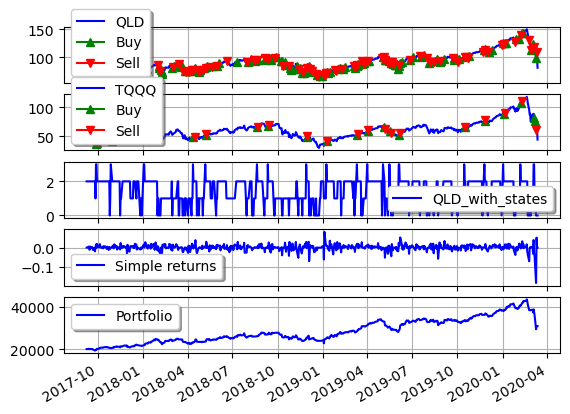 150
100
QLD
Buy
Sell
100
50
TQQQ
Buy
Sell
2
0
QLD_with_states
0.0
−0.1
Simple returns
40000
20000
Portfolio
2017-10
2018-01
2018-04
2018-07
2018-10
2019-01
2019-04
2019-07
2019-10
2020-01
2020-04